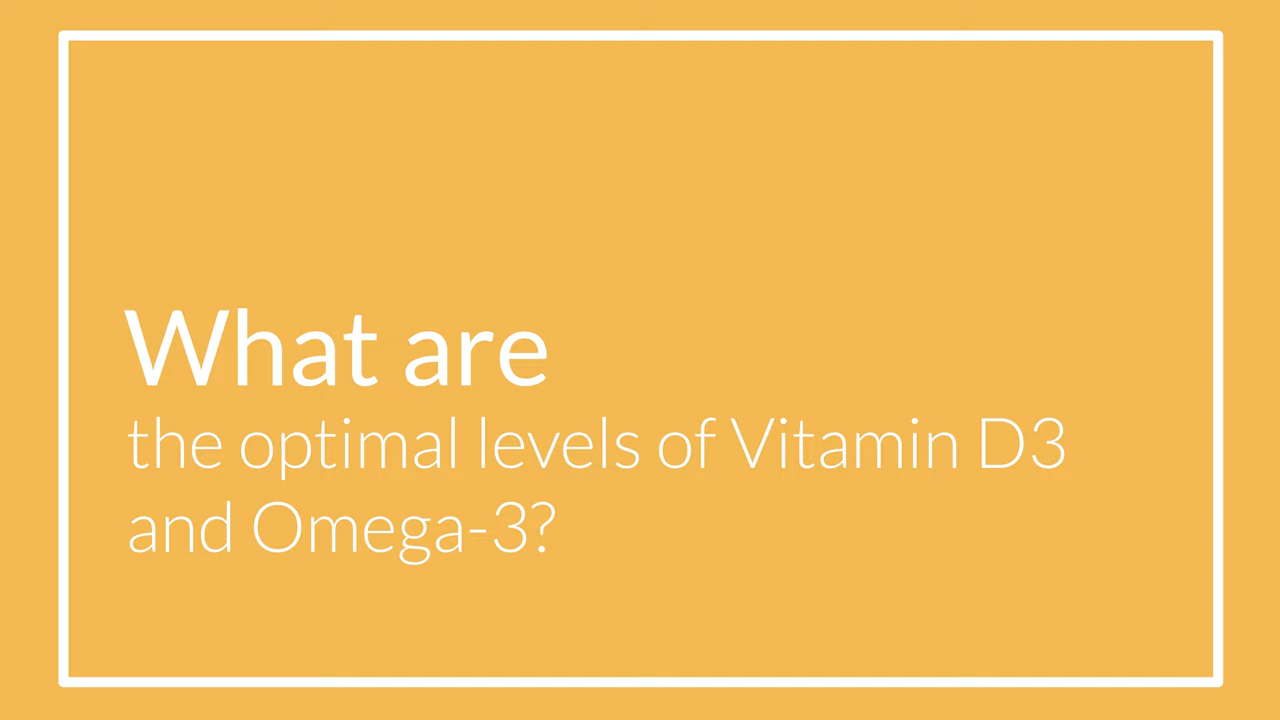 What are
the optimal levels of Vitamin D3
and Omega-3?